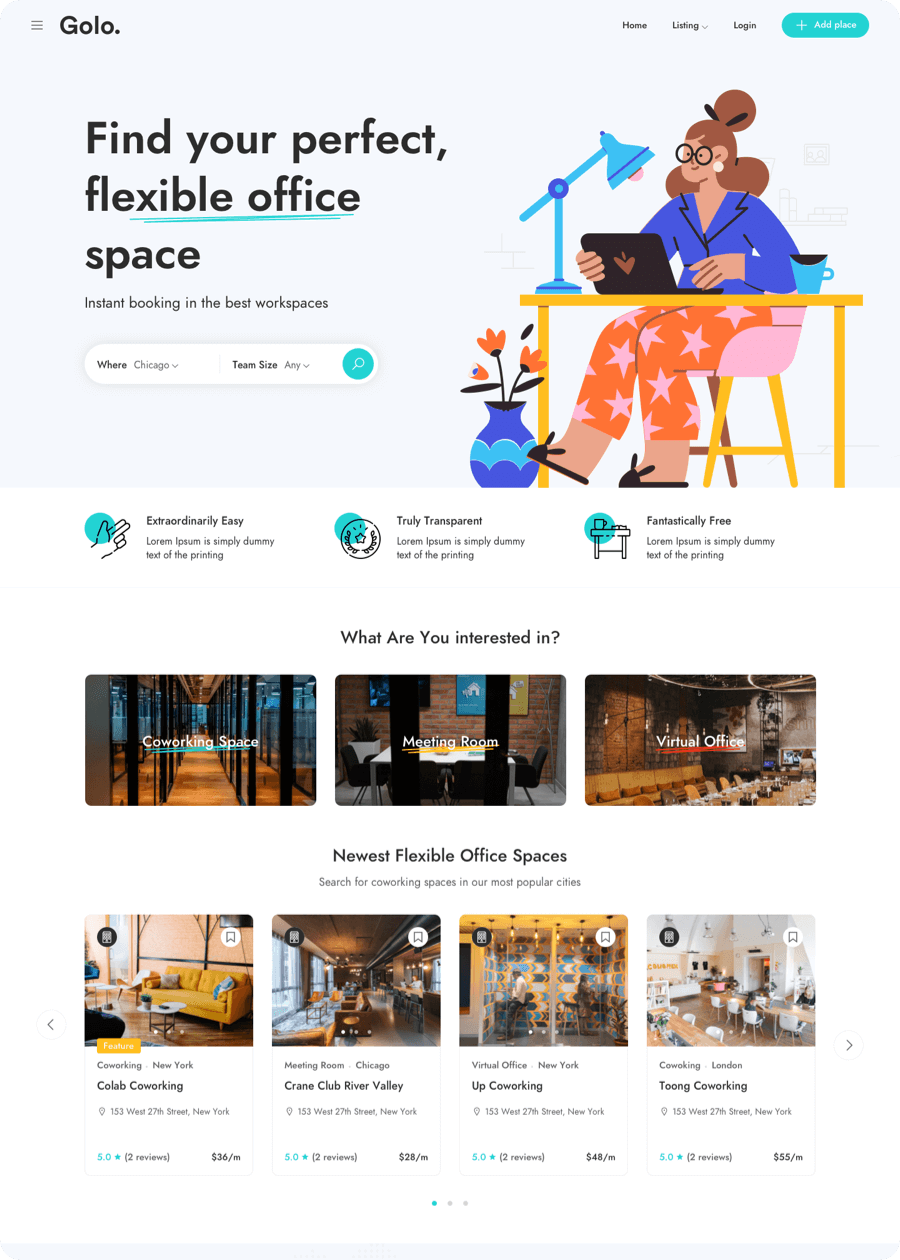 Golo.
Home Listing Login Add place
Find your perfect,
flexible office
space
Instant booking in the best workspaces
Where Chicago Team Size Any
Extraordinarily Easy
Lorem Ipsum is simply dummy
text of the printing
Truly Transparent
Lorem Ipsum is simply dummy
text of the printing
Fantastically Free
Lorem Ipsum is simply dummy
text of the printing
What Are You interested in?
Coworking Space
Meeting Room
Virtual Office
Newest Flexible Office Spaces
Search for coworking spaces in our most popular cities
Feature
Coworking · New York
Colab Coworking
153 West 27th Street, New York
5.0 ★ (2 reviews) $36/m
Meeting Room · Chicago
Crane Club River Valley
153 West 27th Street, New York
5.0 ★ (2 reviews) $28/m
Virtual Office · New York
Up Coworking
153 West 27th Street, New York
5.0 ★ (2 reviews) $48/m
Cowoking · London
Toong Coworking
153 West 27th Street, New York
5.0 ★ (2 reviews) $55/m